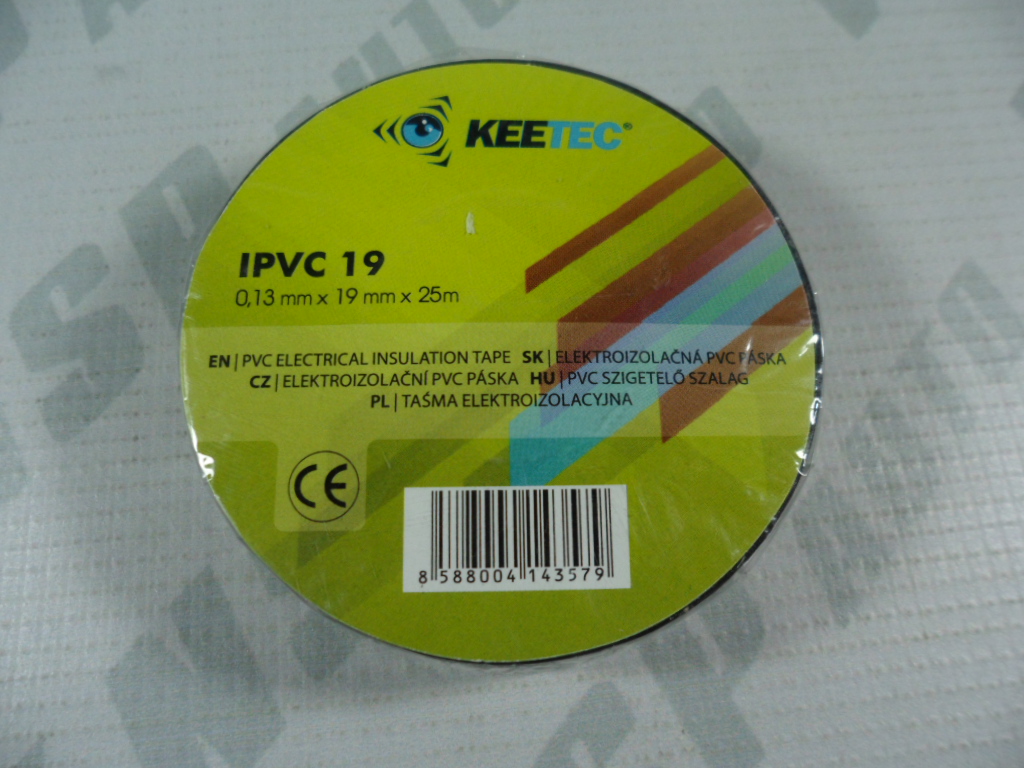 KEETEC®
IPVC 19
0,13 mm x 19 mm x 25m
EN | PVC ELECTRICAL INSULATION TAPE SK | ELEKTROIZOLAČNÁ PVC PÁSKA
CZ | ELEKTROIZOLAČNÍ PVC PÁSKA HU | PVC SZIGETELŐ SZALAG
PL | TAŚMA ELEKTROIZOLACYJNA
CE
8 588004 143579